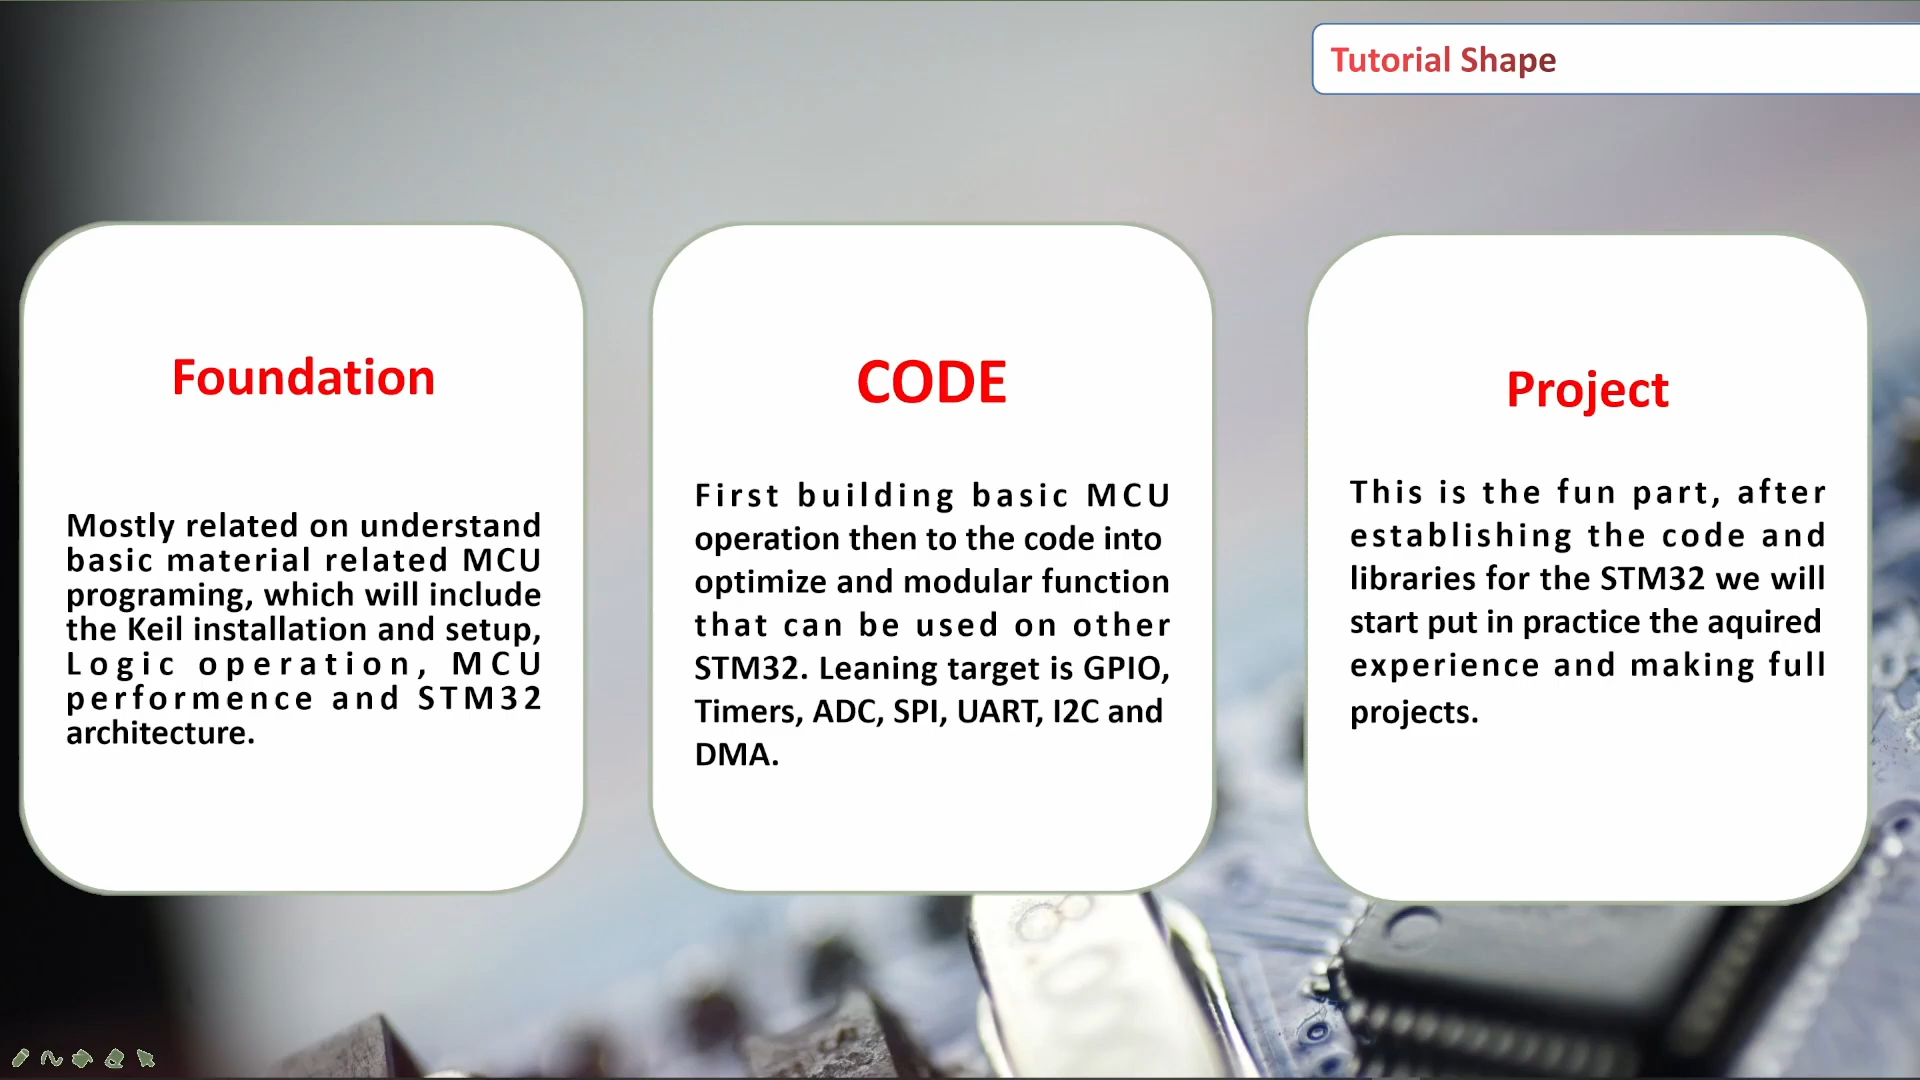 Tutorial Shape
Foundation
Mostly related on understand
basic material related MCU
programing, which will include
the Keil installation and setup,
Logic operation, MCU
performence and STM32
architecture.
CODE
First building basic MCU
operation then to the code into
optimize and modular function
that can be used on other
STM32. Leaning target is GPIO,
Timers, ADC, SPI, UART, I2C and
DMA.
Project
This is the fun part, after
establishing the code and
libraries for the STM32 we will
start put in practice the aquired
experience and making full
projects.